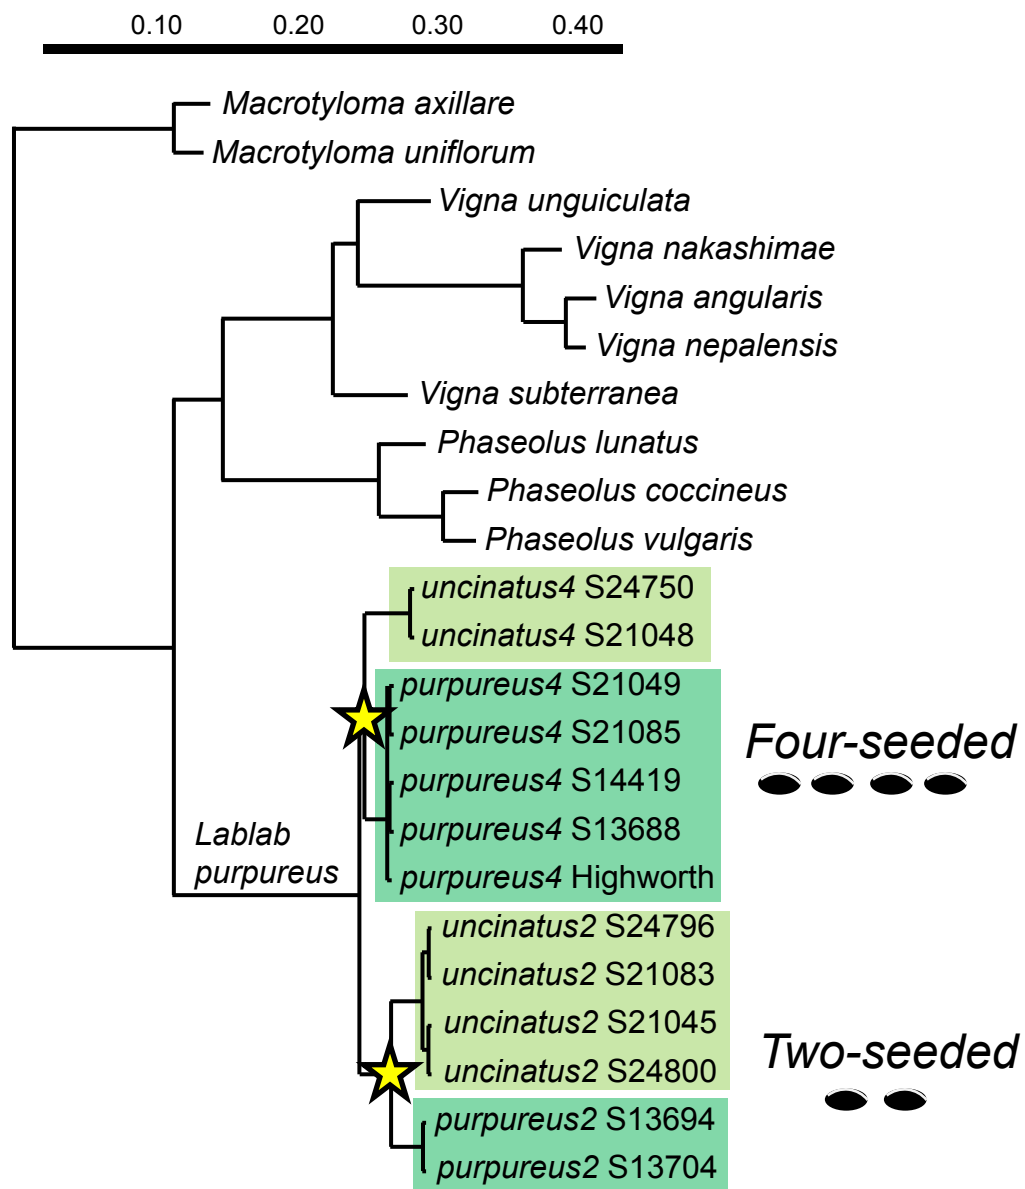 0.10 0.20 0.30 0.40
Macrotyloma axillare
Macrotyloma uniflorum
Vigna unguiculata
Vigna nakashimae
Vigna angularis
Vigna nepalensis
Vigna subterranea
Phaseolus lunatus
Phaseolus coccineus
Phaseolus vulgaris
uncinatus4 S24750
uncinatus4 S21048
purpureus4 S21049
purpureus4 S21085
purpureus4 S14419
purpureus4 S13688
purpureus4 Highworth
Four-seeded
Lablab
purpureus
uncinatus2 S24796
uncinatus2 S21083
uncinatus2 S21045
uncinatus2 S24800
purpureus2 S13694
purpureus2 S13704
Two-seeded